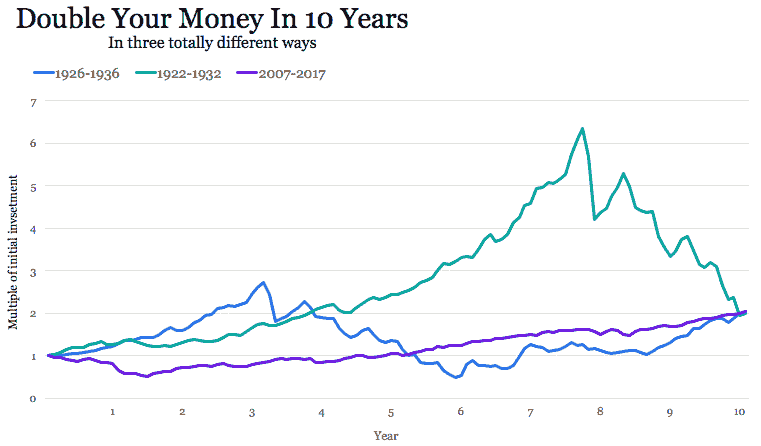 Double Your Money In 10 Years
In three totally different ways
1926-1936 1922-1932 2007-2017
7
6
5
4
3
2
1
0
Multiple of initial invsetment
1 2 3 4 5 6 7 8 9 10
Year